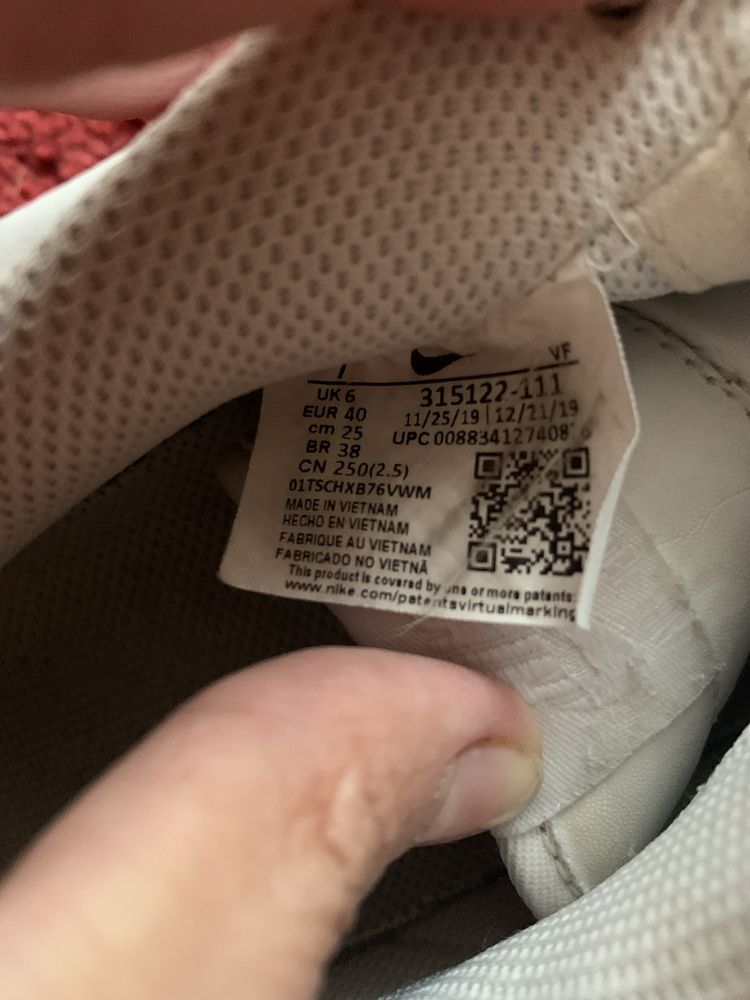 VF
UK 6
315122-111
EUR 40
11/25/19 | 12/21/19
cm 25
UPC 008834127408
BR 38
CN 250(2.5)
01TSCHXB76VWM
MADE IN VIETNAM
HECHO EN VIETNAM
FABRIQUE AU VIETNAM
FABRICADO NO VIETNÃ
This product is covered by one or more patents:
www.nike.com/patentsvirtualmarking